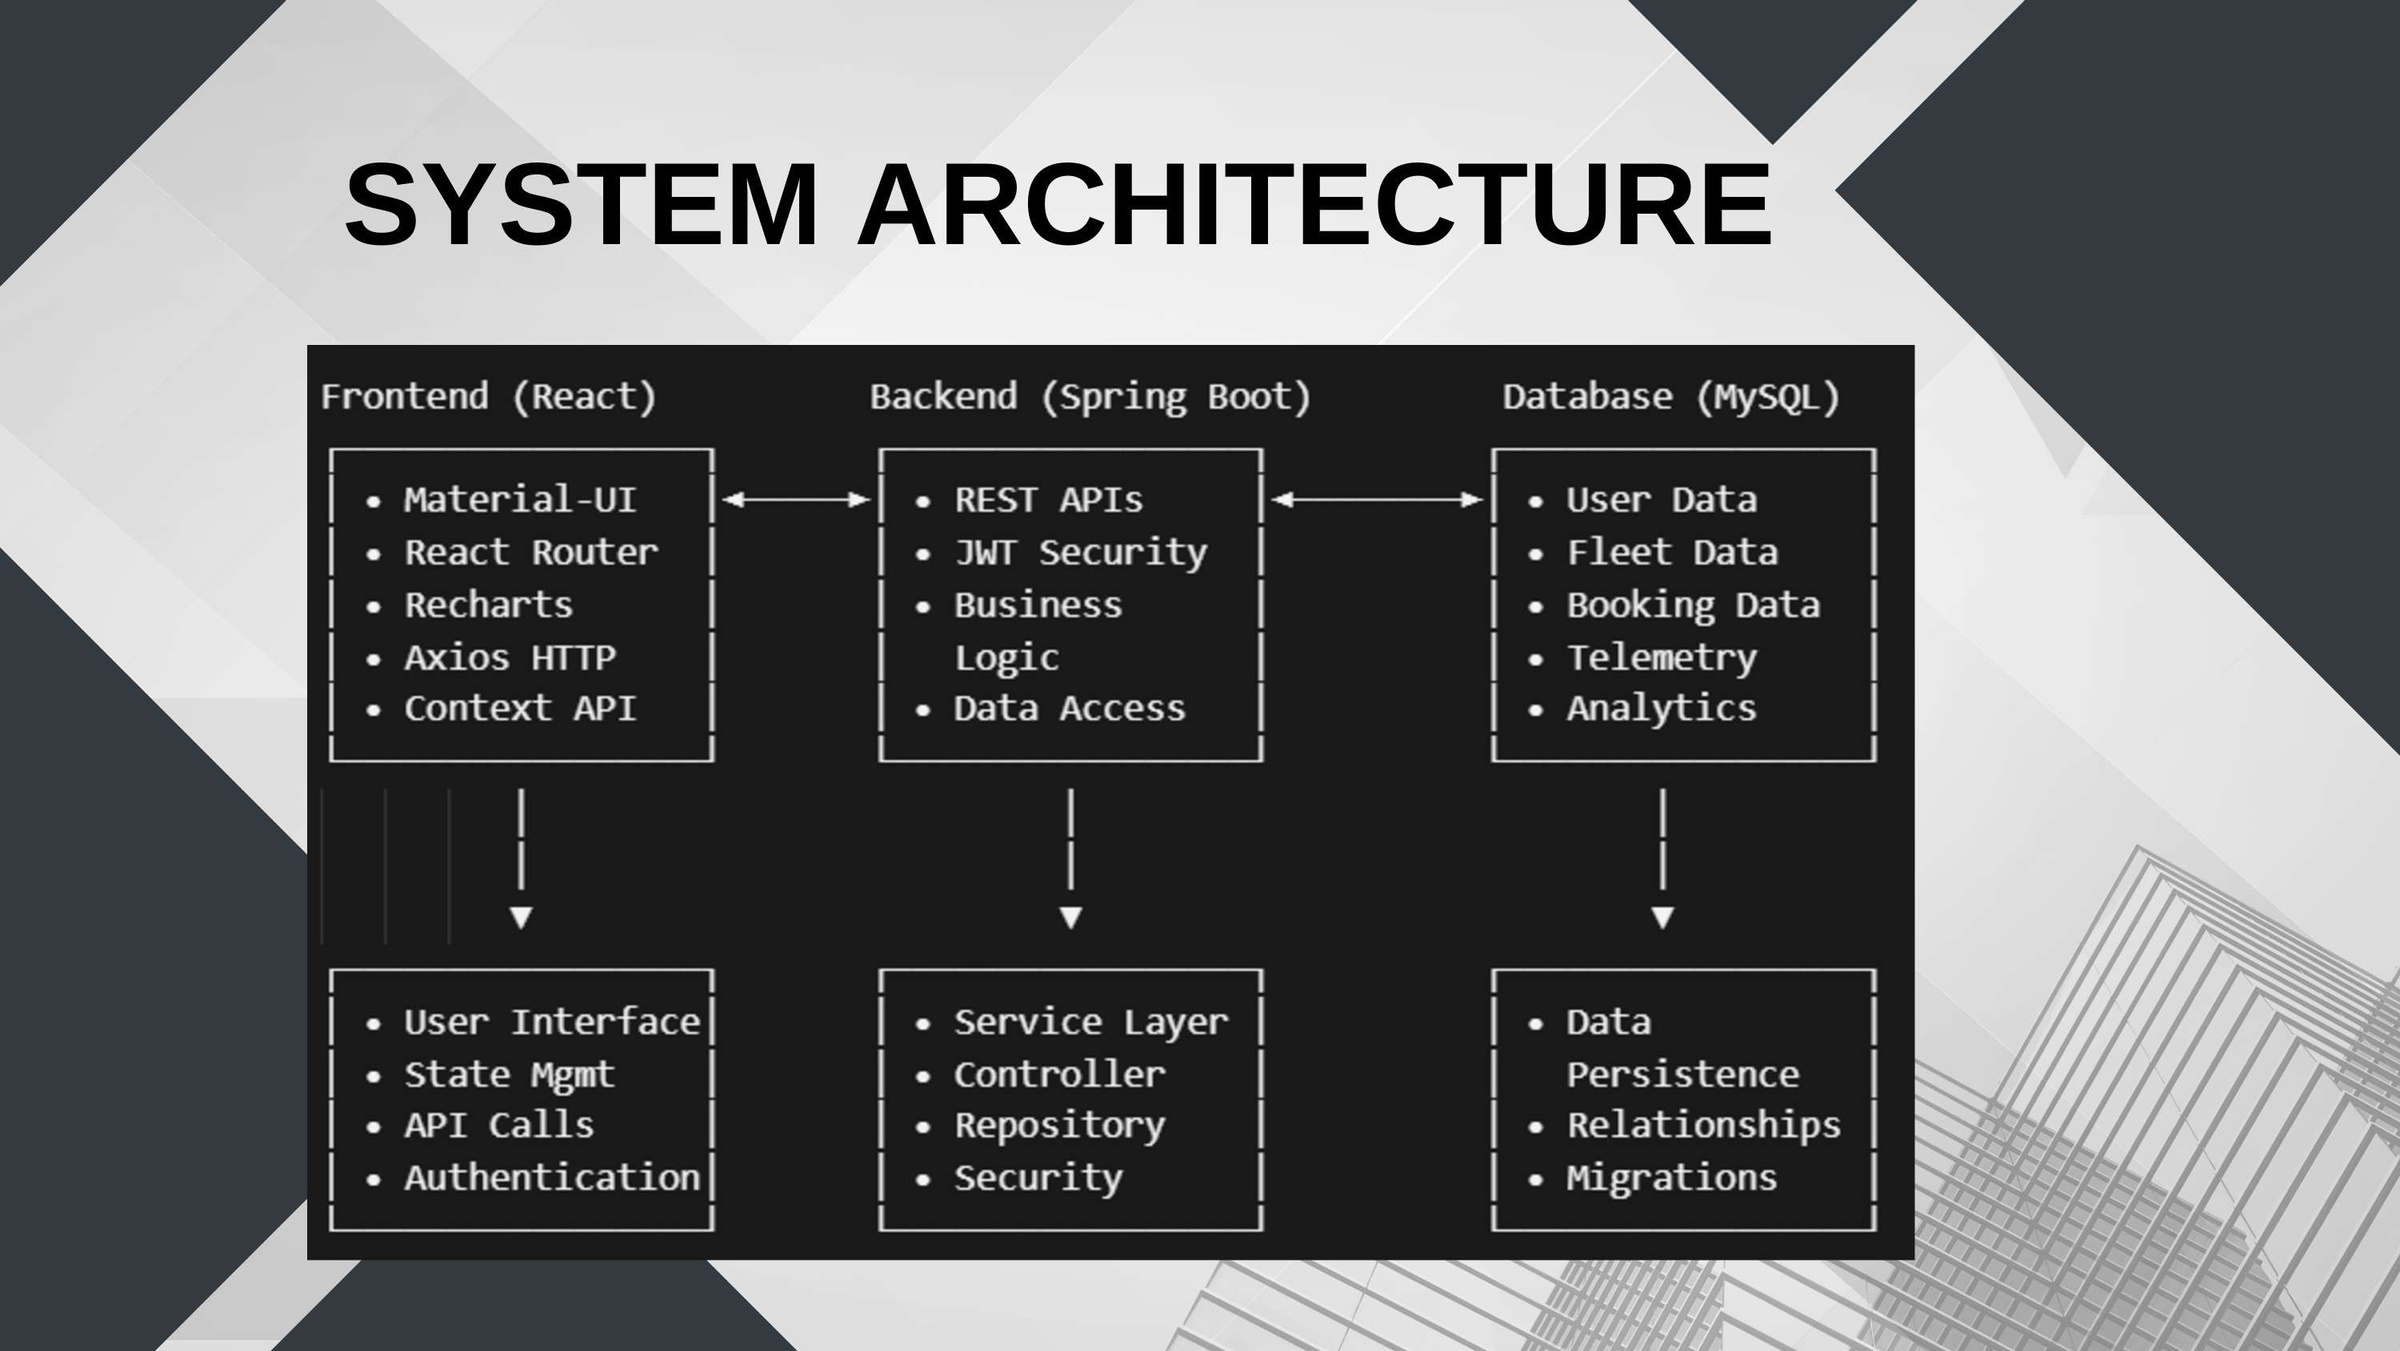 SYSTEM ARCHITECTURE
Frontend (React)
• Material-UI
• React Router
• Recharts
• Axios HTTP
• Context API
• User Interface
• State Mgmt
• API Calls
• Authentication
Backend (Spring Boot)
• REST APIs
• JWT Security
• Business
Logic
• Data Access
• Service Layer
• Controller
• Repository
• Security
Database (MySQL)
• User Data
• Fleet Data
• Booking Data
• Telemetry
• Analytics
• Data
Persistence
• Relationships
• Migrations